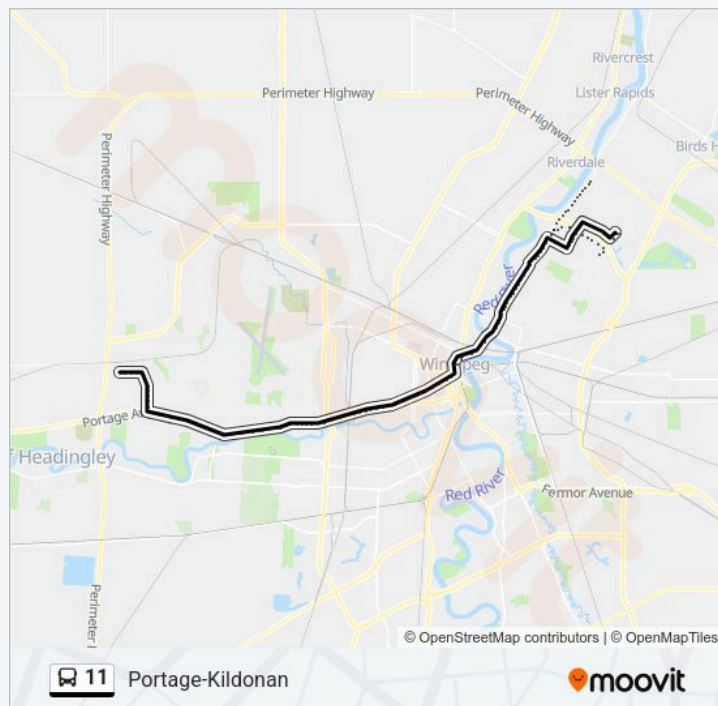 Rivercrest
Perimeter Highway
Perimeter Highway
Lister Rapids
Perimeter Highway
Birds H
Riverdale
Red River
Winnipeg
Portage Av
f Headingley
Red River
Fermor Avenue
Perimeter H
© OpenStreetMap contributors | © OpenMapTiles
11 Portage-Kildonan
moovit